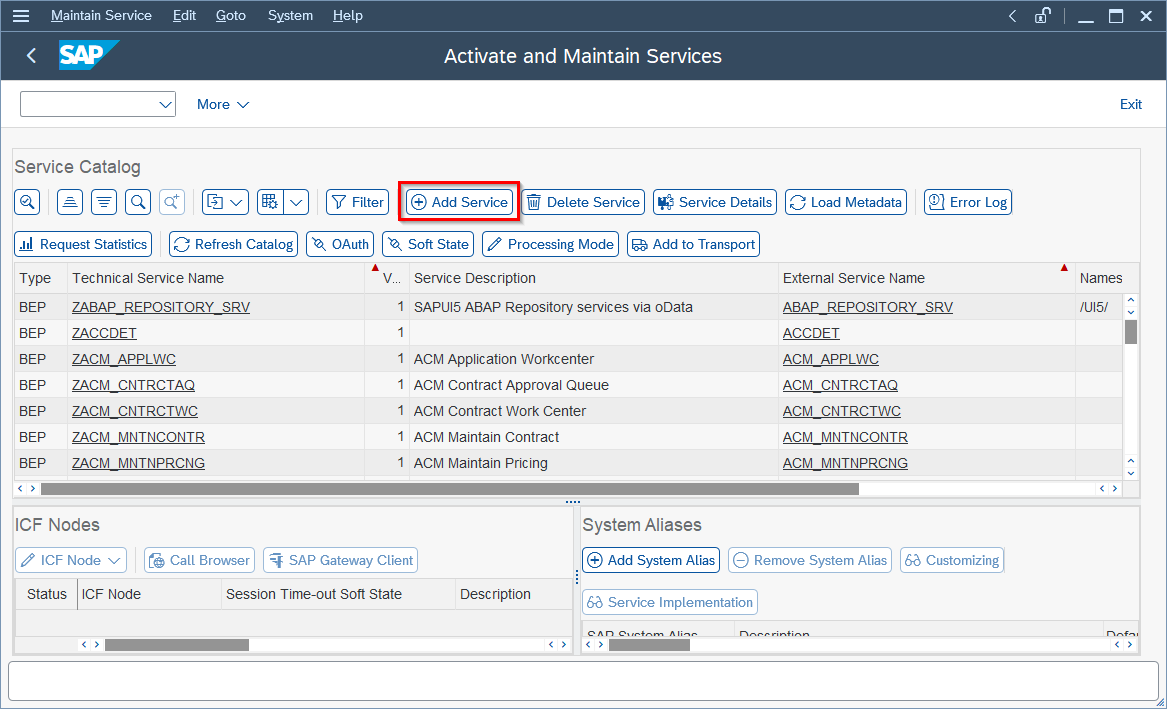 Maintain Service Edit Goto System Help
SAP Activate and Maintain Services
More Exit
Service Catalog
Filter Add Service Delete Service Service Details Load Metadata Error Log
Request Statistics Refresh Catalog OAuth Soft State Processing Mode Add to Transport
Type Technical Service Name V... Service Description External Service Name Names
BEP ZABAP_REPOSITORY_SRV 1 SAPUI5 ABAP Repository services via oData ABAP_REPOSITORY_SRV /UI5/
BEP ZACCDET 1 ACCDET
BEP ZACM_APPLWC 1 ACM Application Workcenter ACM_APPLWC
BEP ZACM_CNTRCTAQ 1 ACM Contract Approval Queue ACM_CNTRCTAQ
BEP ZACM_CNTRCTWC 1 ACM Contract Work Center ACM_CNTRCTWC
BEP ZACM_MNTNCONTR 1 ACM Maintain Contract ACM_MNTNCONTR
BEP ZACM_MNTNPRCNG 1 ACM Maintain Pricing ACM_MNTNPRCNG
ICF Nodes
ICF Node Call Browser SAP Gateway Client
Status ICF Node Session Time-out Soft State Description
System Aliases
Add System Alias Remove System Alias Customizing
Service Implementation
SAP System Alias Description Defau